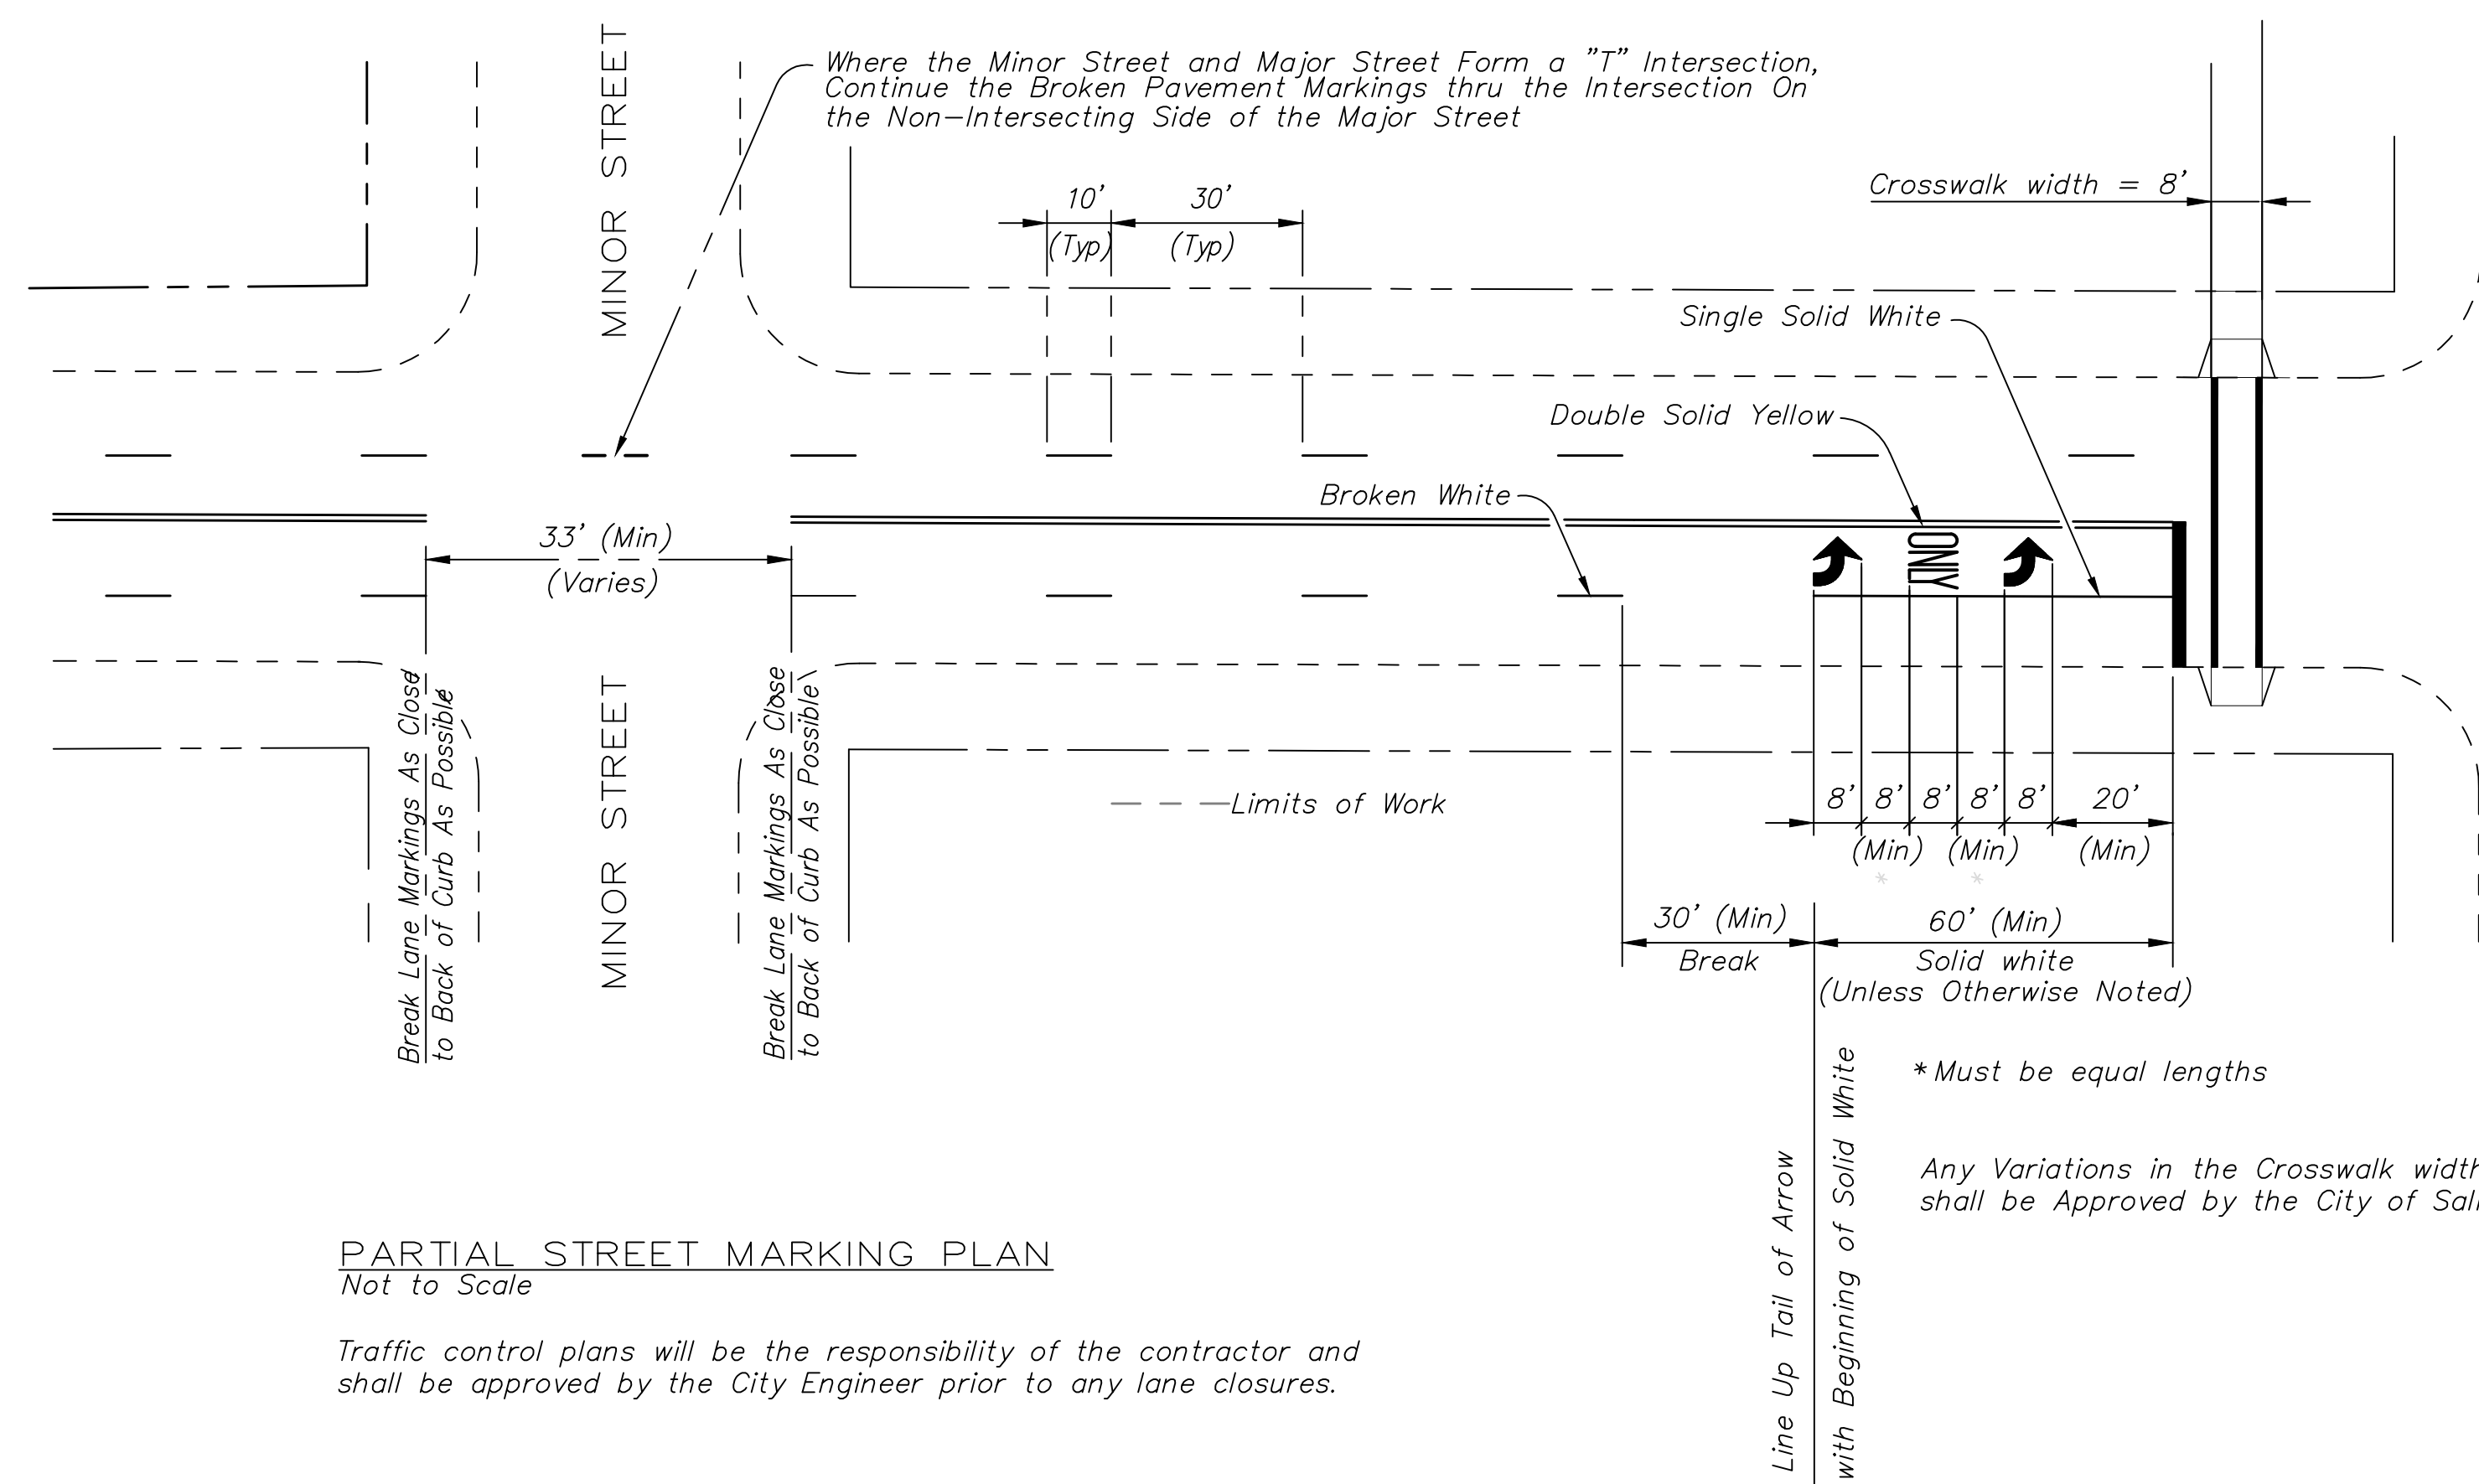 MINOR STREET
Where the Minor Street and Major Street Form a "T" Intersection,
Continue the Broken Pavement Markings thru the Intersection On
the Non-Intersecting Side of the Major Street
10'
(Typ)
30'
(Typ)
Crosswalk width = 8'
Single Solid White
Double Solid Yellow
Broken White
33' (Min)
(Varies)
ONLY
Break Lane Markings As Close
to Back of Curb As Possible
MINOR STREET
Break Lane Markings As Close
to Back of Curb As Possible
Limits of Work
8' 8' 8' 8' 8' 20'
(Min) (Min) (Min)
* *
30' (Min)
Break
60' (Min)
Solid white
(Unless Otherwise Noted)
Line Up Tail of Arrow
with Beginning of Solid White
* Must be equal lengths
Any Variations in the Crosswalk width
shall be Approved by the City of
PARTIAL STREET MARKING PLAN
Not to Scale
Traffic control plans will be the responsibility of the contractor and
shall be approved by the City Engineer prior to any lane closures.